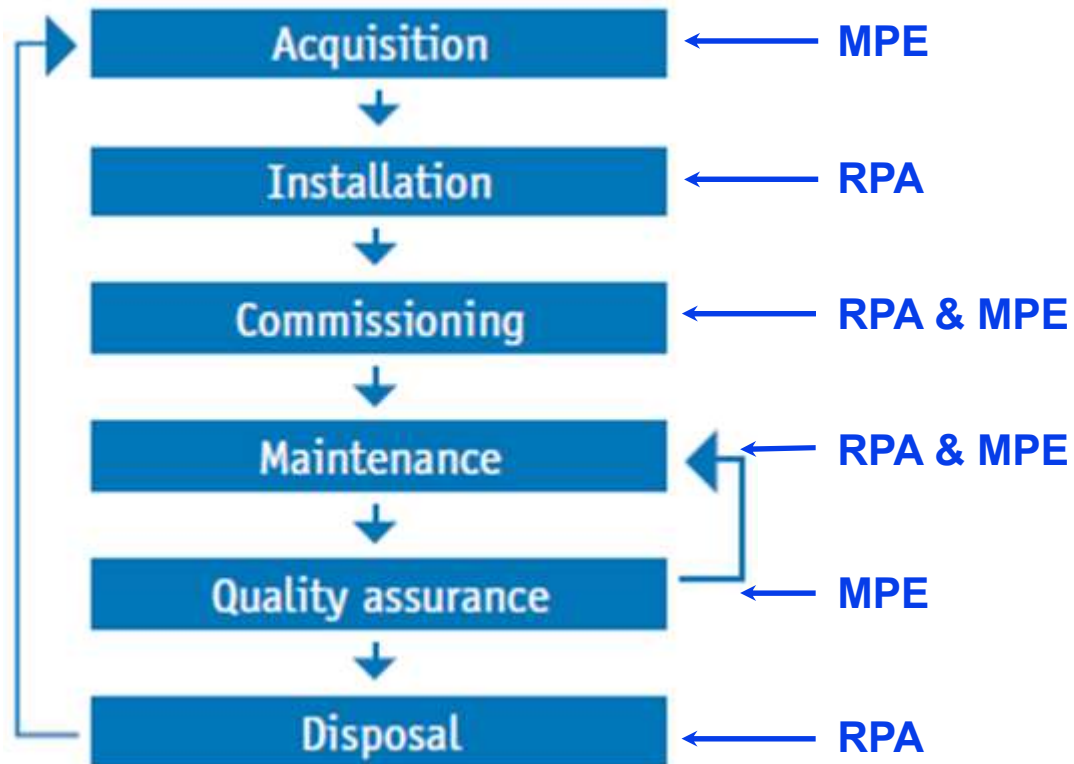 Acquisition
MPE
Installation
RPA
Commissioning
RPA & MPE
Maintenance
RPA & MPE
Quality assurance
MPE
Disposal
RPA